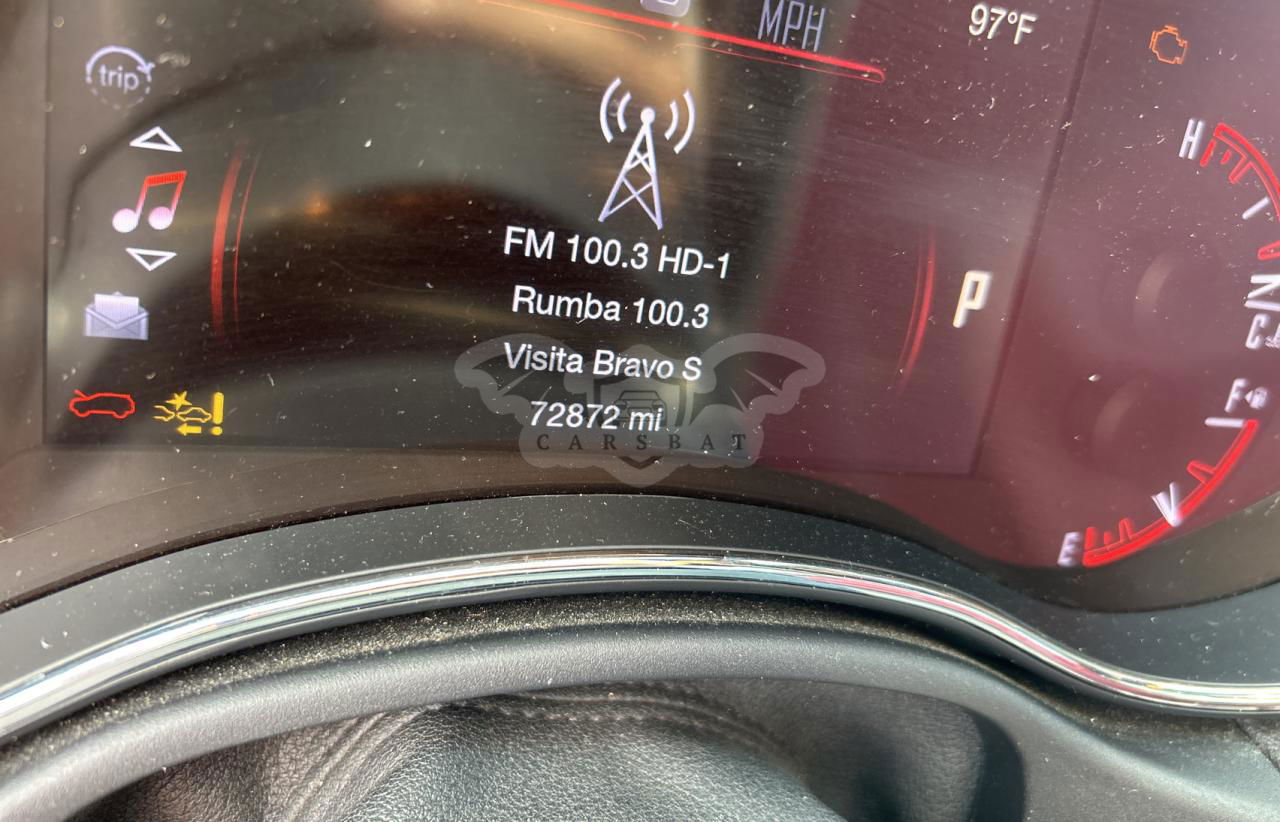 MPH
97°F
trip
H
FM 100.3 HD-1
Rumba 100.3
P
C
Visita Bravo S
F
72872 mi
CARSBAT
V
E